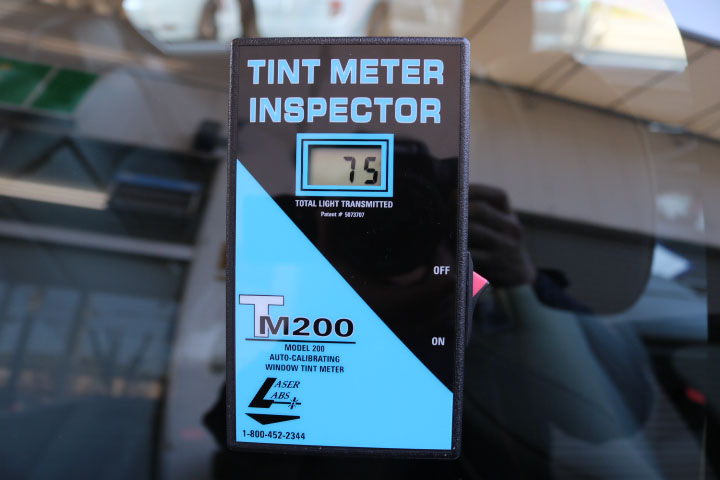 TINT METER
INSPECTOR
75
TOTAL LIGHT TRANSMITTED
Patent # 5073707
OFF
TM200
ON
MODEL 200
AUTO-CALIBRATING
WINDOW TINT METER
LASER
LABS
1-800-452-2344